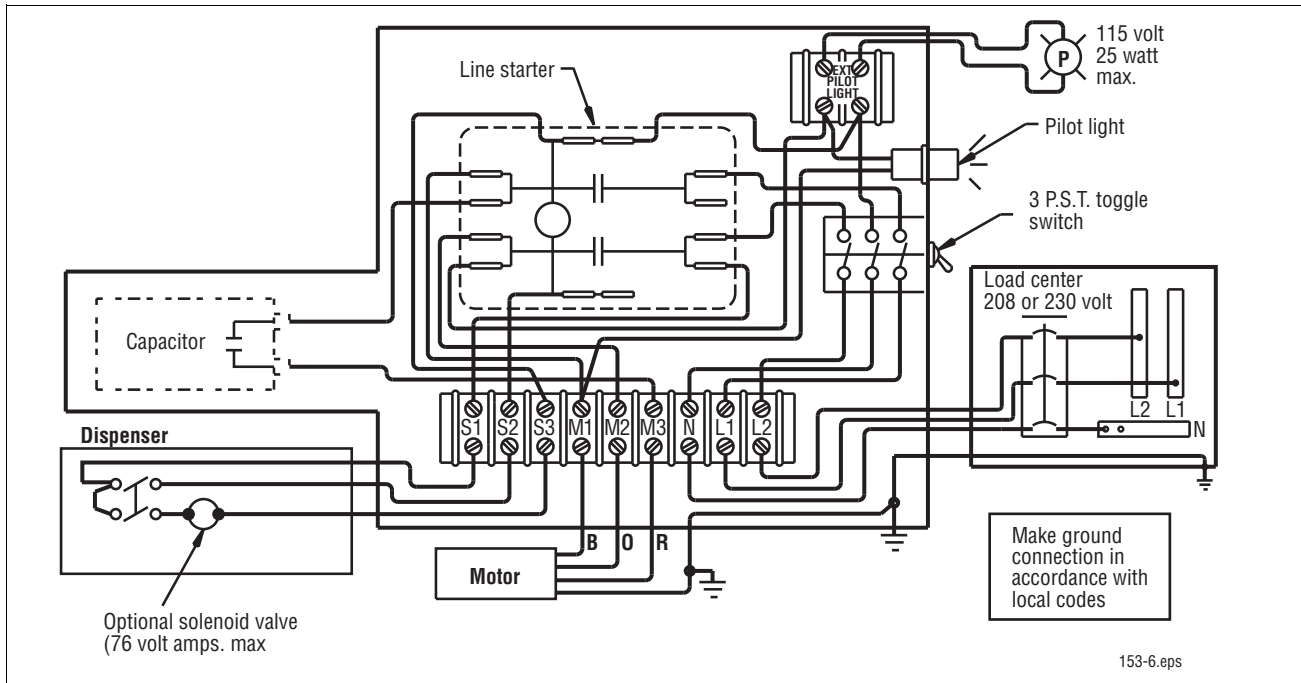 Line starter
EXT
PILOT
LIGHT
P
115 volt
25 watt
max.
Pilot light
3 P.S.T. toggle
switch
Load center
208 or 230 volt
L2 L1
N
Capacitor
S1 S2 S3 M1 M2 M3 N L1 L2
Dispenser
B O R
Motor
Optional solenoid valve
(76 volt amps. max
Make ground
connection in
accordance with
local codes
153-6.eps